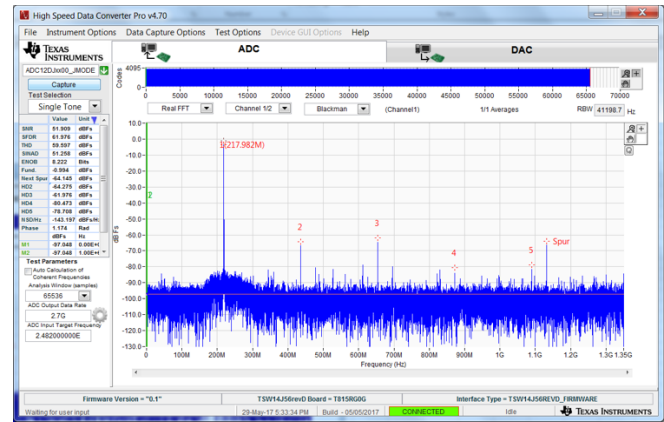 High Speed Data Converter Pro v4.70
File Instrument Options Data Capture Options Test Options Device GUI Options Help
TEXAS INSTRUMENTS
ADC
DAC
ADC12DJxx00_JMODE
Capture
Test Selection
Single Tone
Value Unit
SNR 51.909 dBFs
SFDR 61.976 dBFs
THD 59.597 dBFs
SINAD 51.258 dBFs
ENOB 8.222 Bits
Fund. -0.994 dBFs
Next Spur -64.145 dBFs
HD2 -64.275 dBFs
HD3 -61.976 dBFs
HD4 -80.473 dBFs
HD5 -78.708 dBFs
NSD/Hz -143.197 dBFs/H
Phase 1.174 Rad
dBFs Hz
M1 -97.048 0.00E+
M2 -97.048 1.00E+
Test Parameters
Auto Calculation of
Coherent Frequencies
Analysis Window (samples)
65536
ADC Output Data Rate
2.7G
ADC Input Target Frequency
2.482000000E
Codes
4095
0
0 5000 10000 15000 20000 25000 30000 35000 40000 45000 50000 55000 60000 65000 70000
Real FFT Channel 1/2 Blackman (Channel1) 1/1 Averages RBW 41198.7 Hz
dBFs
10.0
0.0
-10.0
-20.0
-30.0
-40.0
-50.0
-60.0
-70.0
-80.0
-90.0
-100.0
-110.0
-120.0
-130.0
1(217.982M)
2
2
3
4
5
Spur
0 100M 200M 300M 400M 500M 600M 700M 800M 900M 1G 1.1G 1.2G 1.3G 1.35G
Frequency (Hz)
Firmware Version = "0.1" TSW14J56revD Board = T815RG0G Interface Type = TSW14J56REVD_FIRMWARE
Waiting for user input 29-May-17 5:33:34 PM Build - 05/05/2017 CONNECTED Idle TEXAS INSTRUMENTS